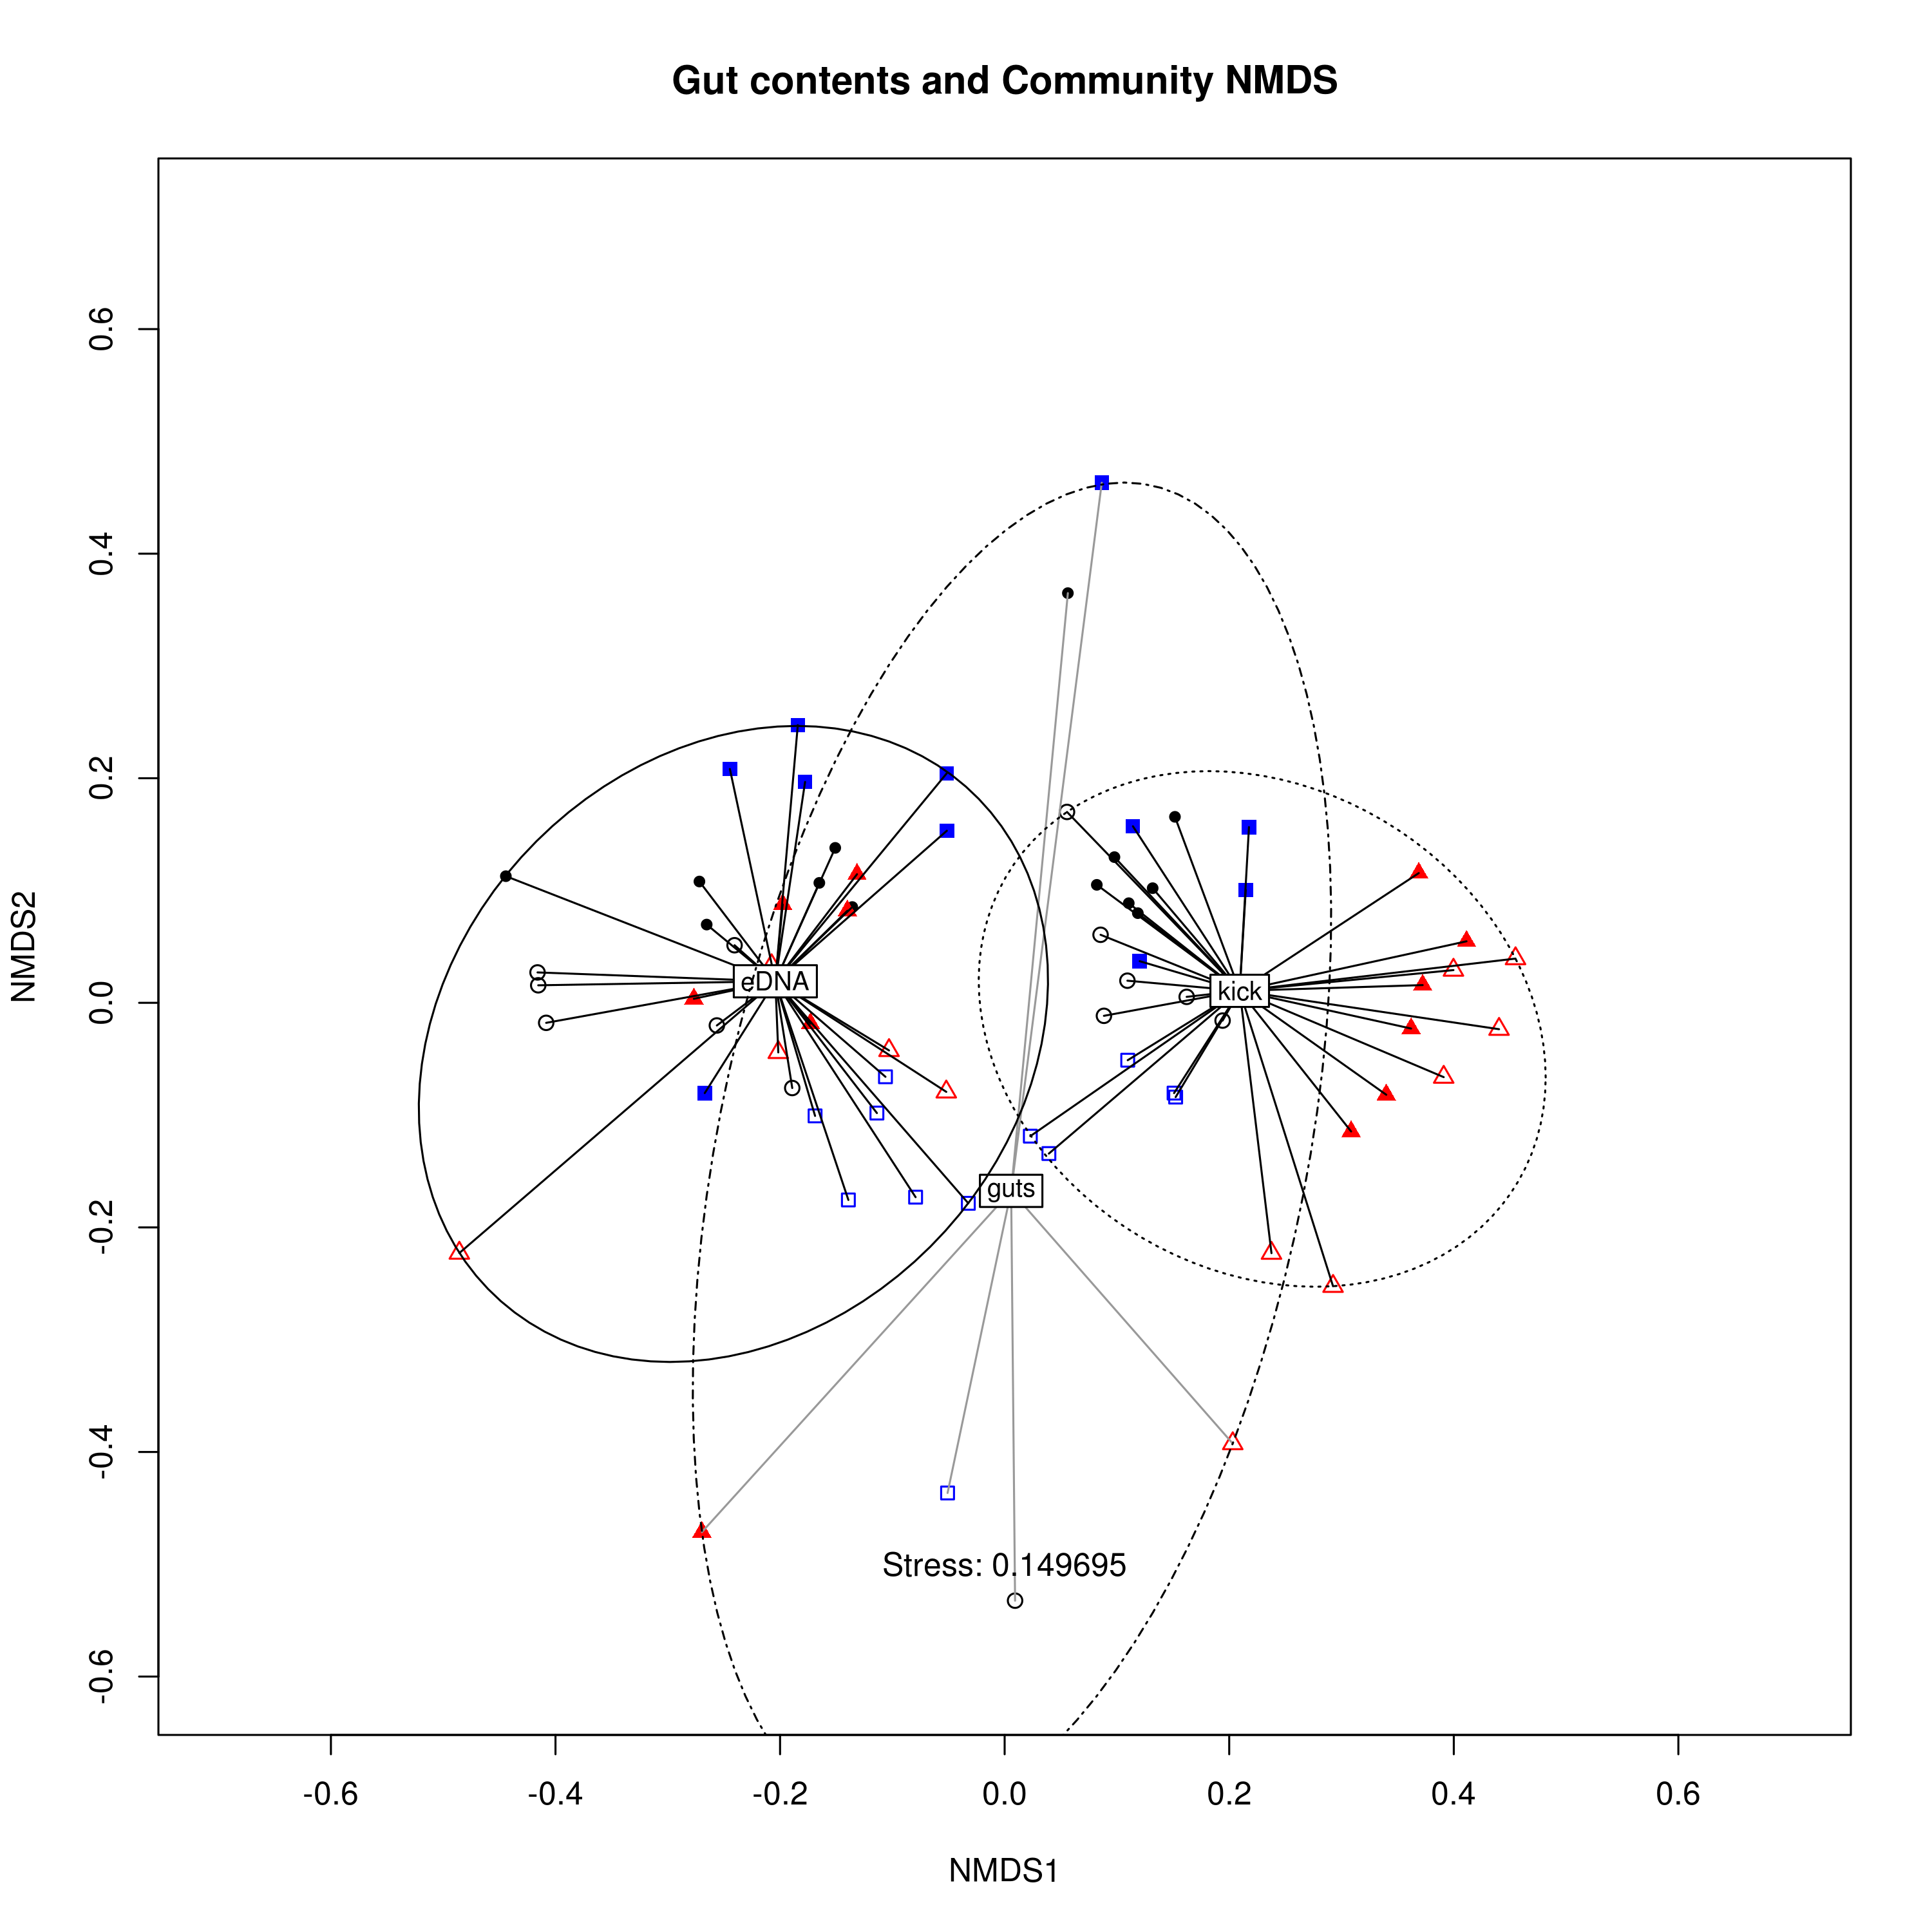 Gut contents and Community NMDS
NMDS2
0.6
0.4
0.2
0.0
-0.2
-0.4
-0.6
eDNA
kick
guts
Stress: 0.149695
-0.6 -0.4 -0.2 0.0 0.2 0.4 0.6
NMDS1